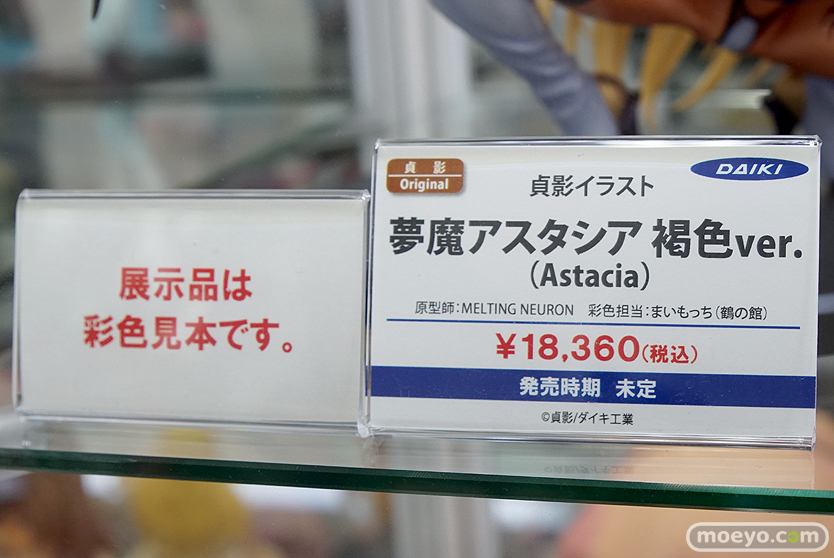 展示品は
彩色見本です。
貞影
Original
DAIKI
貞影イラスト
夢魔アスタシア 褐色ver.
(Astacia)
原型師:MELTING NEURON 彩色担当:まいもっち(鶴の館)
¥18,360(税込)
発売時期 未定
©貞影/ダイキ工業
moeyo.com